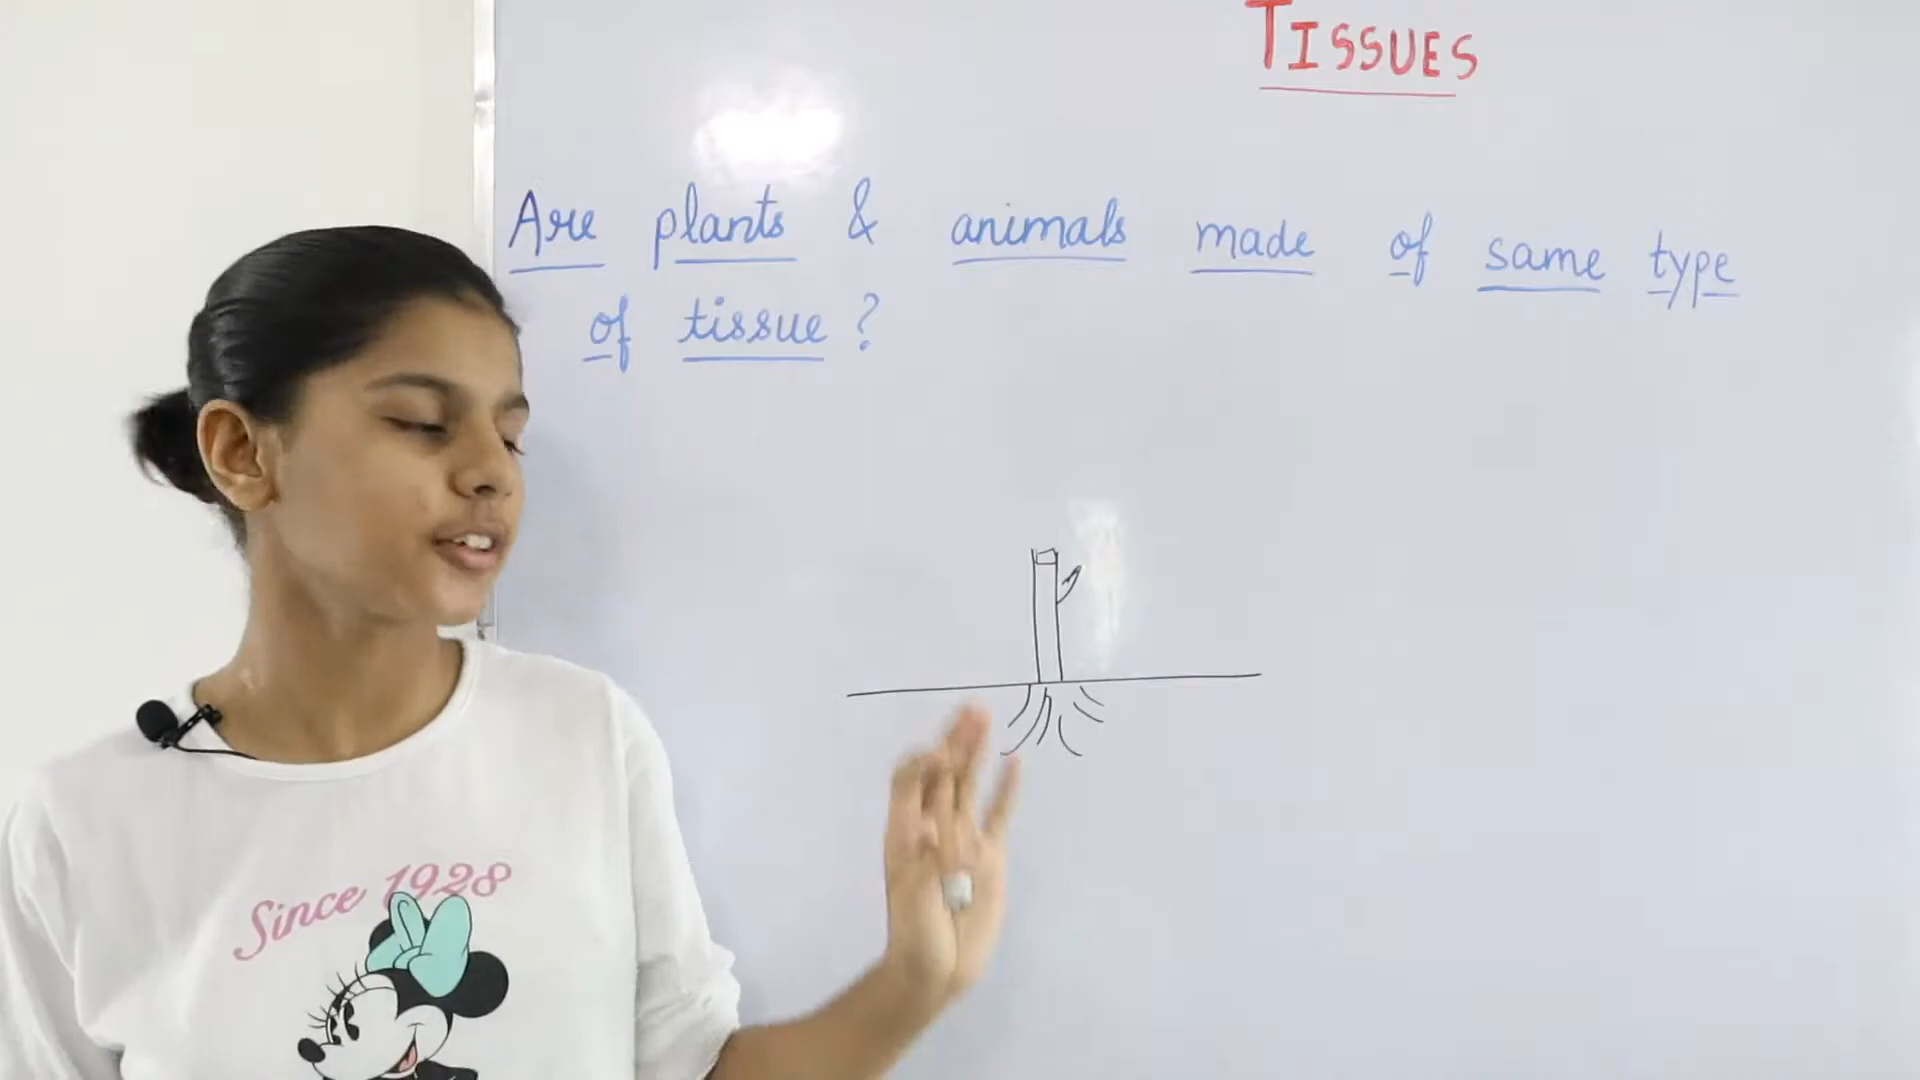 TISSUES
Are plants & animals made of same type
of tissue?
Since 1928